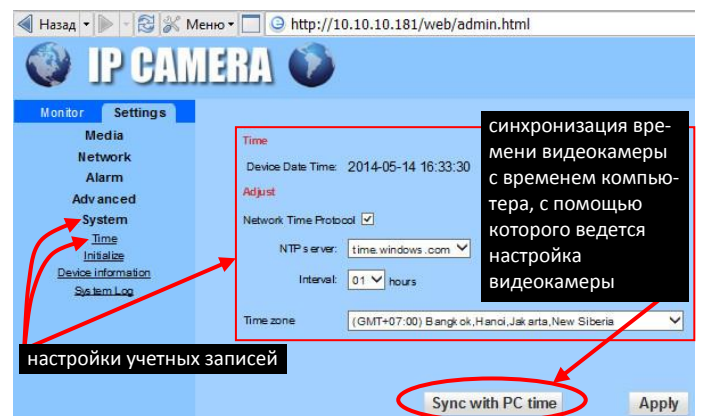 Назад Меню http://10.10.10.181/web/admin.html
IP CAMERA
Monitor Settings
Media
Network
Alarm
Advanced
System
Time
Initialize
Device information
System Log
Time
Device Date Time: 2014-05-14 16:33:30
Adjust
Network Time Protocol
NTP server: time.windows.com
Interval: 01 hours
Time zone (GMT+07:00) Bangkok,Hanoi,Jakarta,New Siberia
синхронизация вре-
мени видеокамеры
с временем компью-
тера, с помощью
которого ведется
настройка
видеокамеры
настройки учетных записей
Sync with PC time Apply